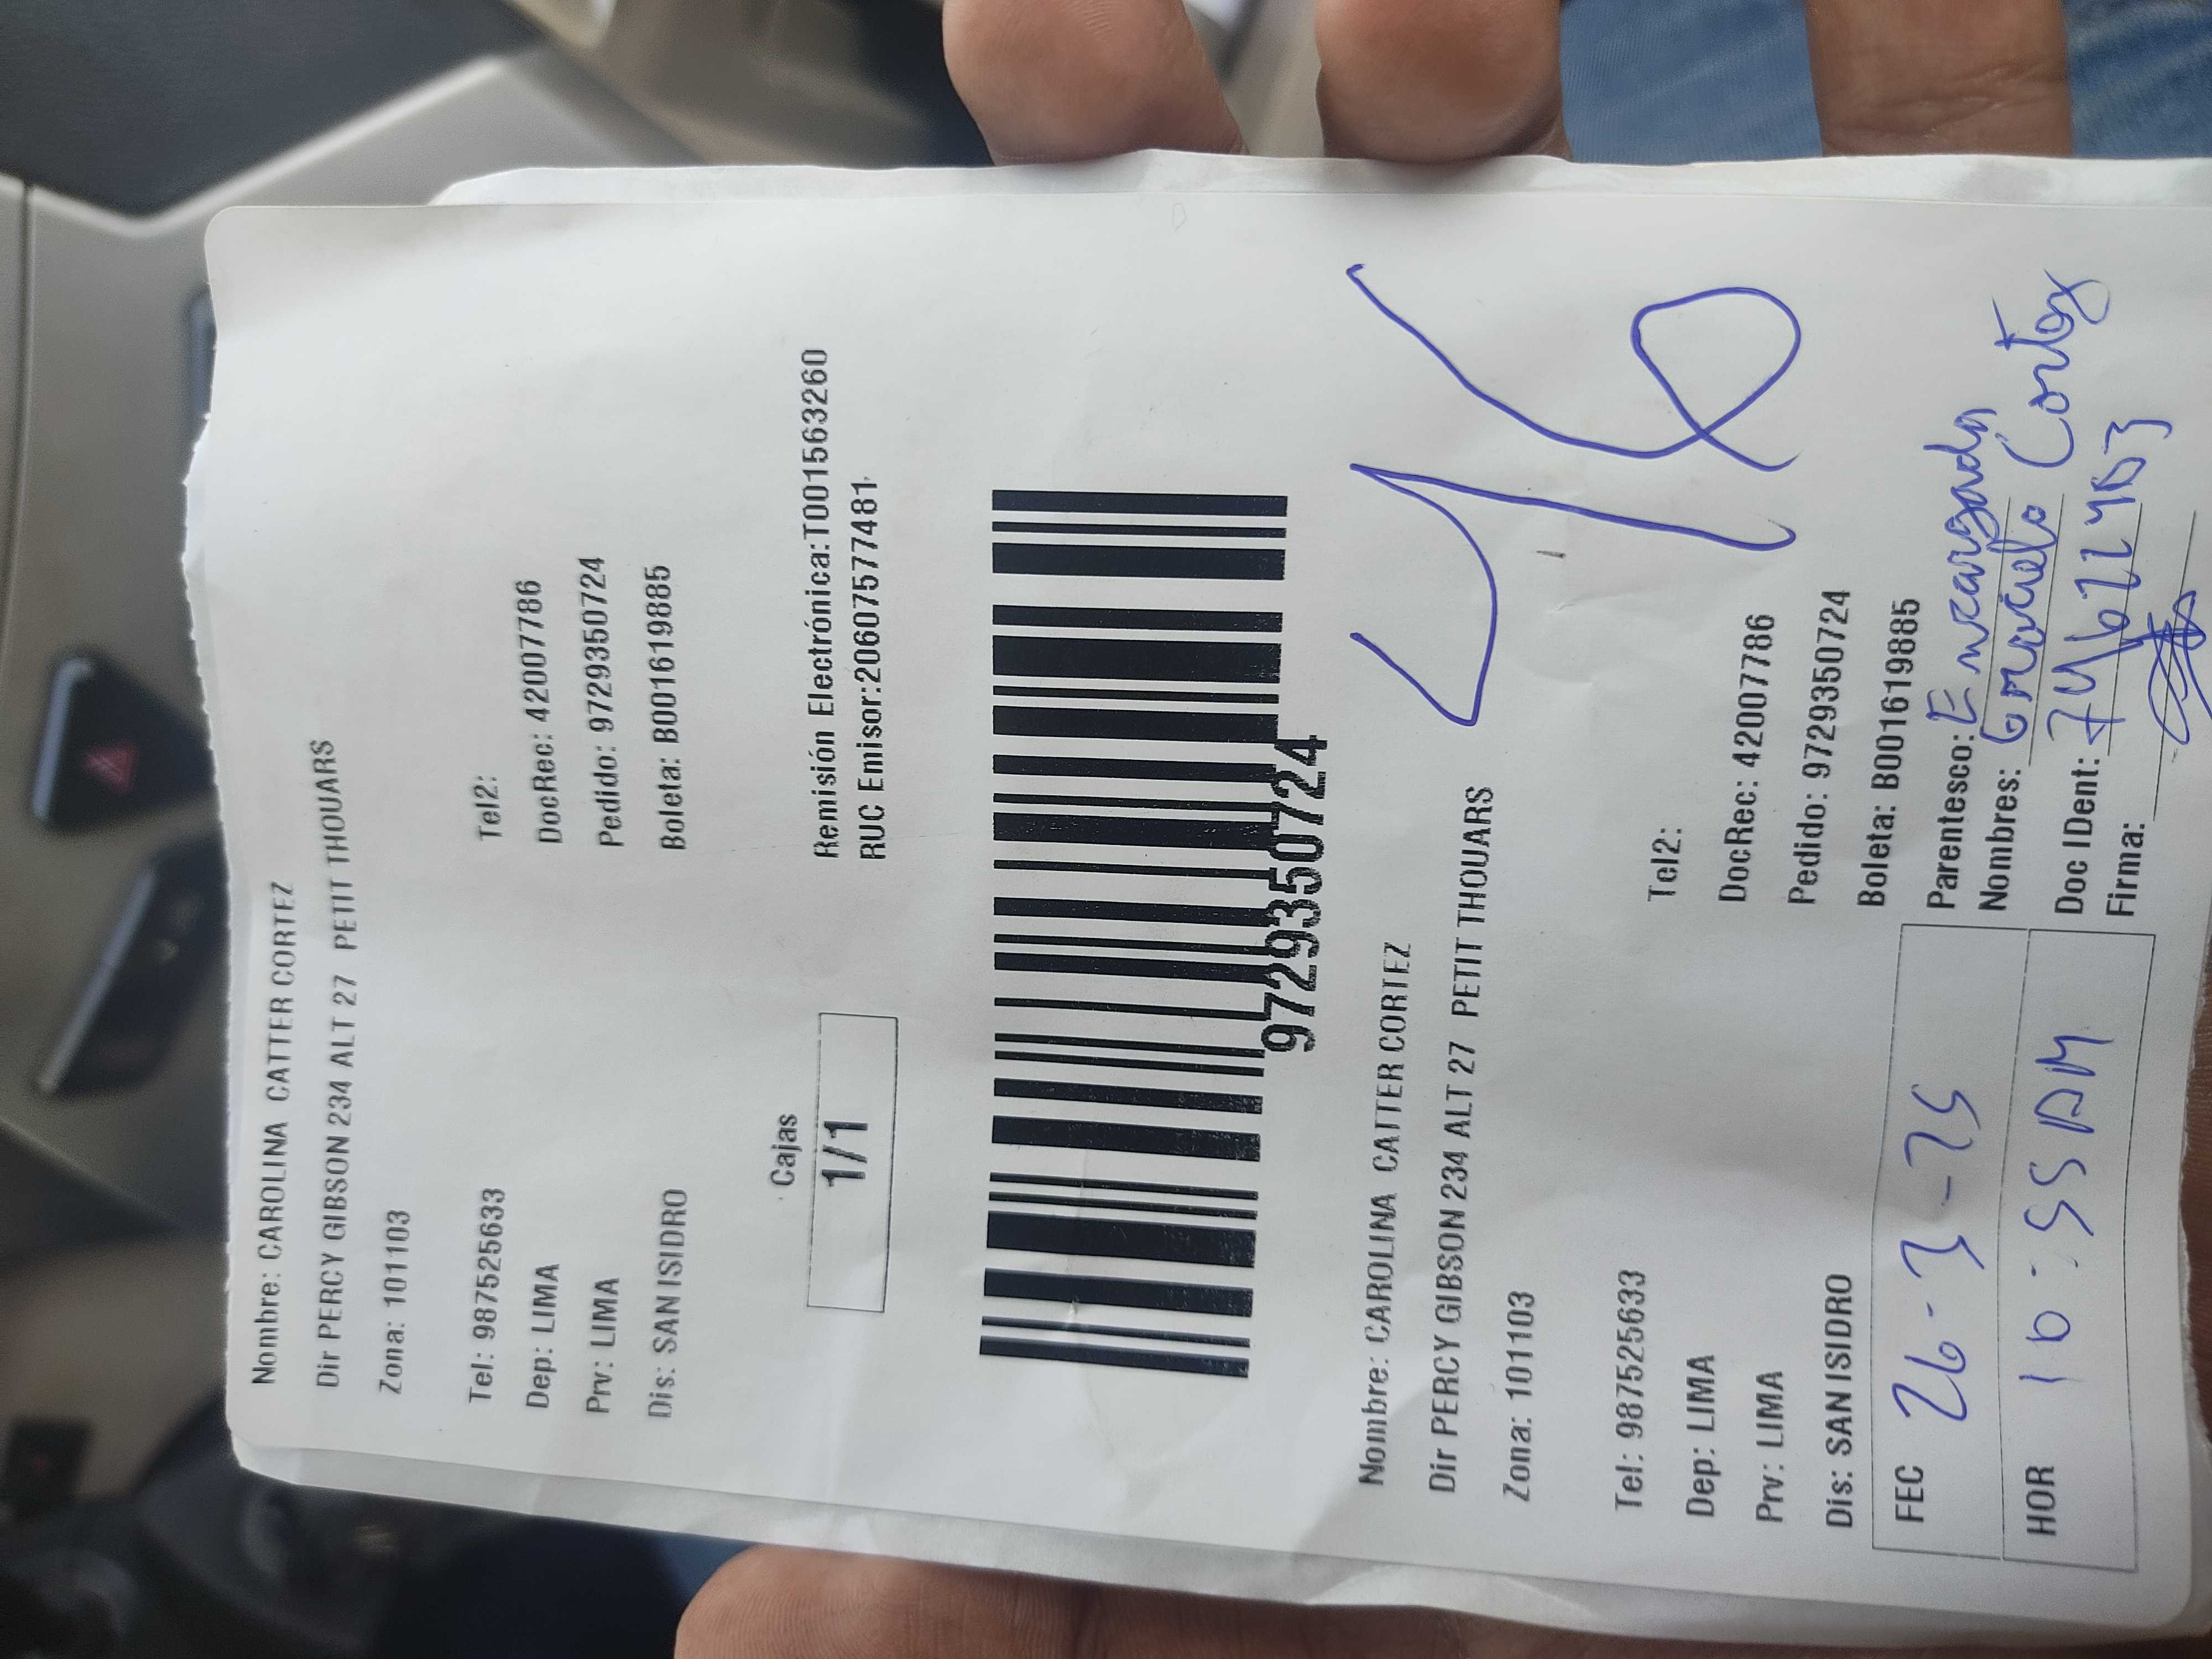 Nombre: CAROLINA CATTER CORTEZ
Dir PERCY GIBSON 234 ALT 27 PETIT THOUARS
Zona: 101103
Tel: 987525633
Tel2:
Dep: LIMA
DocRec: 42007786
Prv: LIMA
Pedido: 9729350724
Dis: SAN ISIDRO
Boleta: B001619885
Cajas
1/1
Remisión Electrónica:T001563260
RUC Emisor:20607577481
9729350724
Nombre: CAROLINA CATTER CORTEZ
Dir PERCY GIBSON 234 ALT 27 PETIT THOUARS
Zona: 101103
Tel: 987525633
Tel2:
Dep: LIMA
DocRec: 42007786
Prv: LIMA
Pedido: 9729350724
Dis: SAN ISIDRO
Boleta: B001619885
FEC 26-3-25
Parentesco: Encargada
Nombres: Cortez
HOR 10:55 AM
Doc IDent:
Firma: